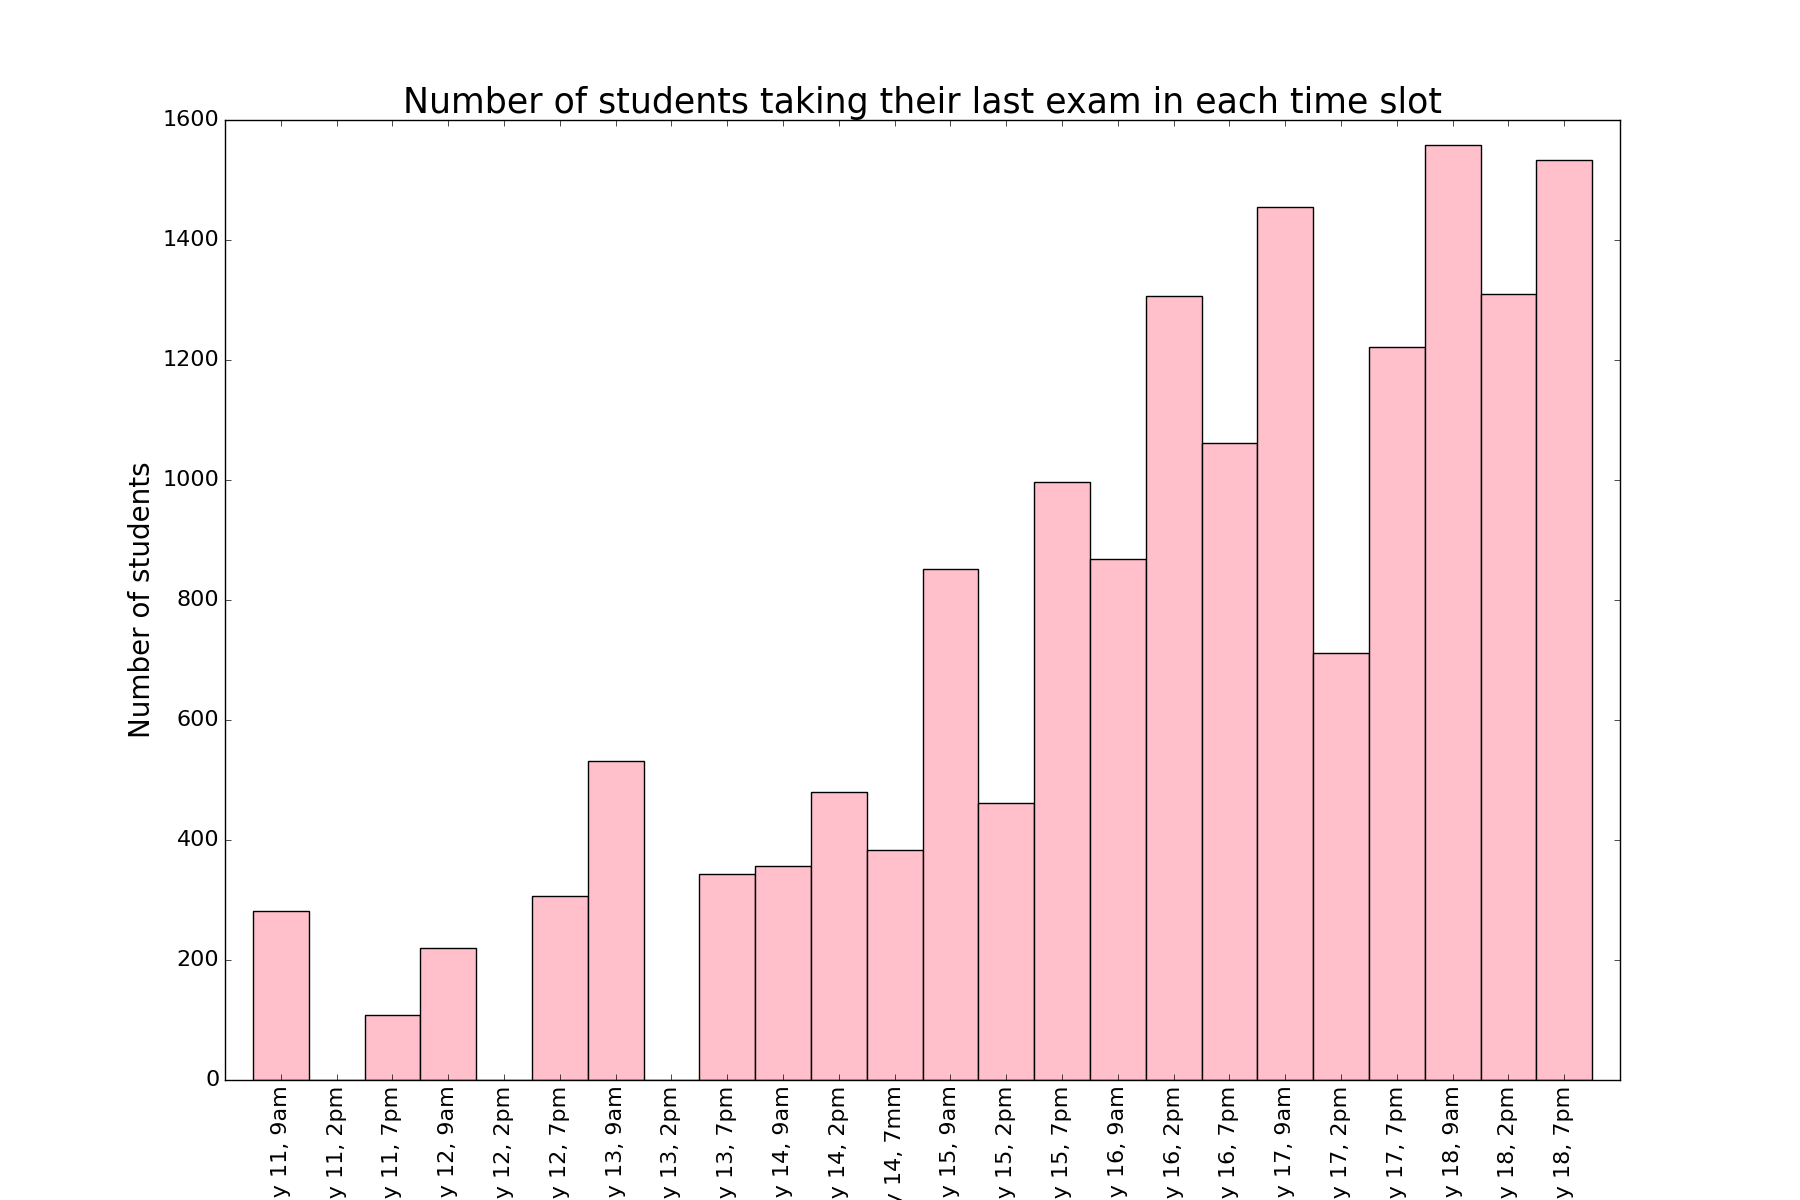 Number of students taking their last exam in each time slot
Number of students
1600
1400
1200
1000
800
600
400
200
0
y 11, 9am
y 11, 2pm
y 11, 7pm
y 12, 9am
y 12, 2pm
y 12, 7pm
y 13, 9am
y 13, 2pm
y 13, 7pm
y 14, 9am
y 14, 2pm
y 14, 7mm
y 15, 9am
y 15, 2pm
y 15, 7pm
y 16, 9am
y 16, 2pm
y 16, 7pm
y 17, 9am
y 17, 2pm
y 17, 7pm
y 18, 9am
y 18, 2pm
y 18, 7pm